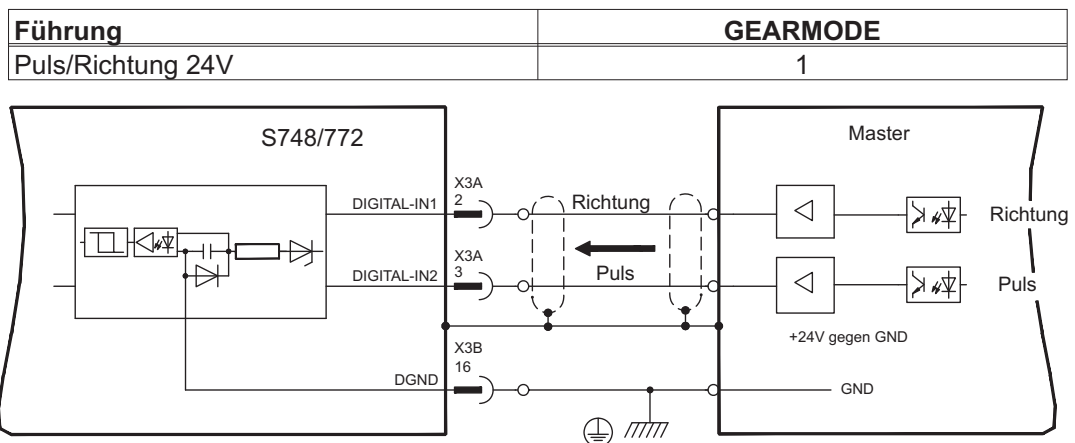 Führung GEARMODE
Puls/Richtung 24V 1
S748/772 Master
X3A
DIGITAL-IN1 2 Richtung Richtung
X3A
DIGITAL-IN2 3 Puls Puls
+24V gegen GND
X3B
16
DGND GND